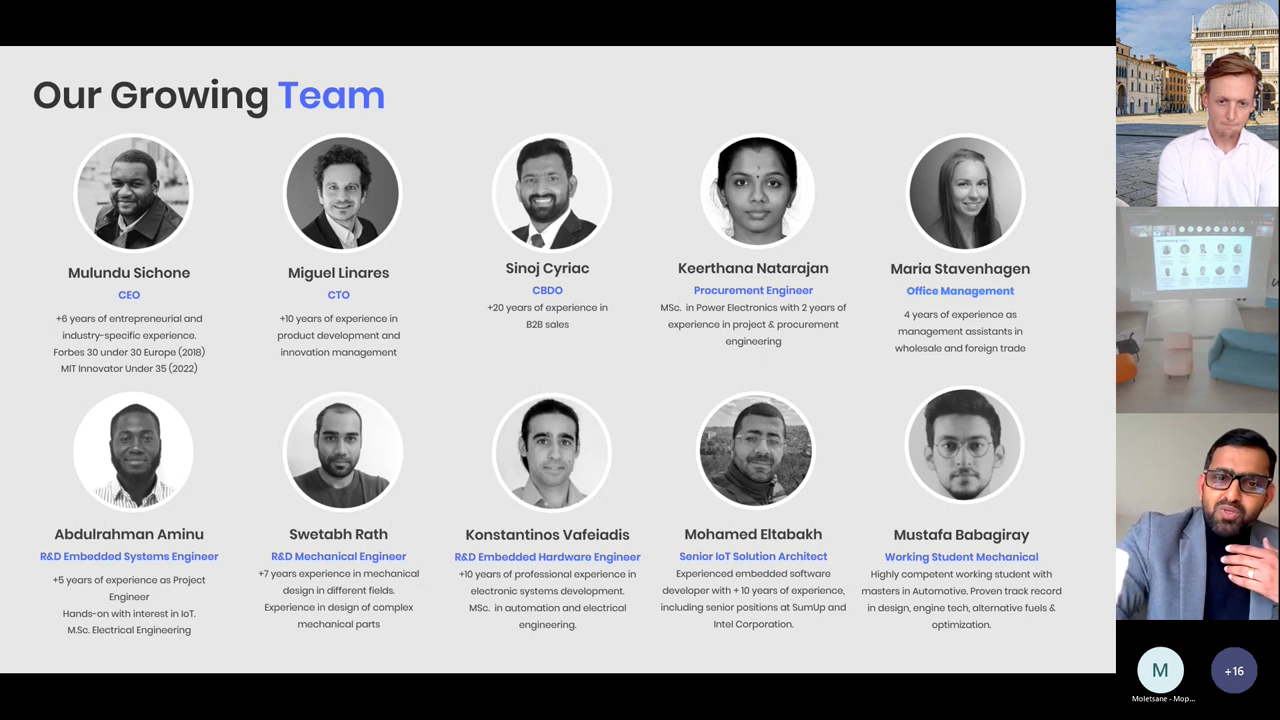 Our Growing Team
Mulundu Sichone
CEO
+6 years of entrepreneurial and
industry-specific experience.
Forbes 30 under 30 Europe (2018)
MIT Innovator Under 35 (2022)
Miguel Linares
CTO
+10 years of experience in
product development and
innovation management
Sinoj Cyriac
CBDO
+20 years of experience in
B2B sales
Keerthana Natarajan
Procurement Engineer
MSc. in Power Electronics with 2 years of
experience in project & procurement
engineering
Maria Stavenhagen
Office Management
4 years of experience as
management assistants in
wholesale and foreign trade
Abdulrahman Aminu
R&D Embedded Systems Engineer
+5 years of experience as Project
Engineer
Hands-on with interest in IoT.
M.Sc. Electrical Engineering
Swetabh Rath
R&D Mechanical Engineer
+7 years experience in mechanical
design in different fields.
Experience in design of complex
mechanical parts
Konstantinos Vafeiadis
R&D Embedded Hardware Engineer
+10 years of professional experience in
electronic systems development.
MSc. in automation and electrical
engineering.
Mohamed Eltabakh
Senior IoT Solution Architect
Experienced embedded software
developer with + 10 years of experience,
including senior positions at SumUp and
Intel Corporation.
Mustafa Babagiray
Working Student Mechanical
Highly competent working student with
masters in Automotive. Proven track record
in design, engine tech, alternative fuels &
optimization.
M
Moletsane - Mop...
+16